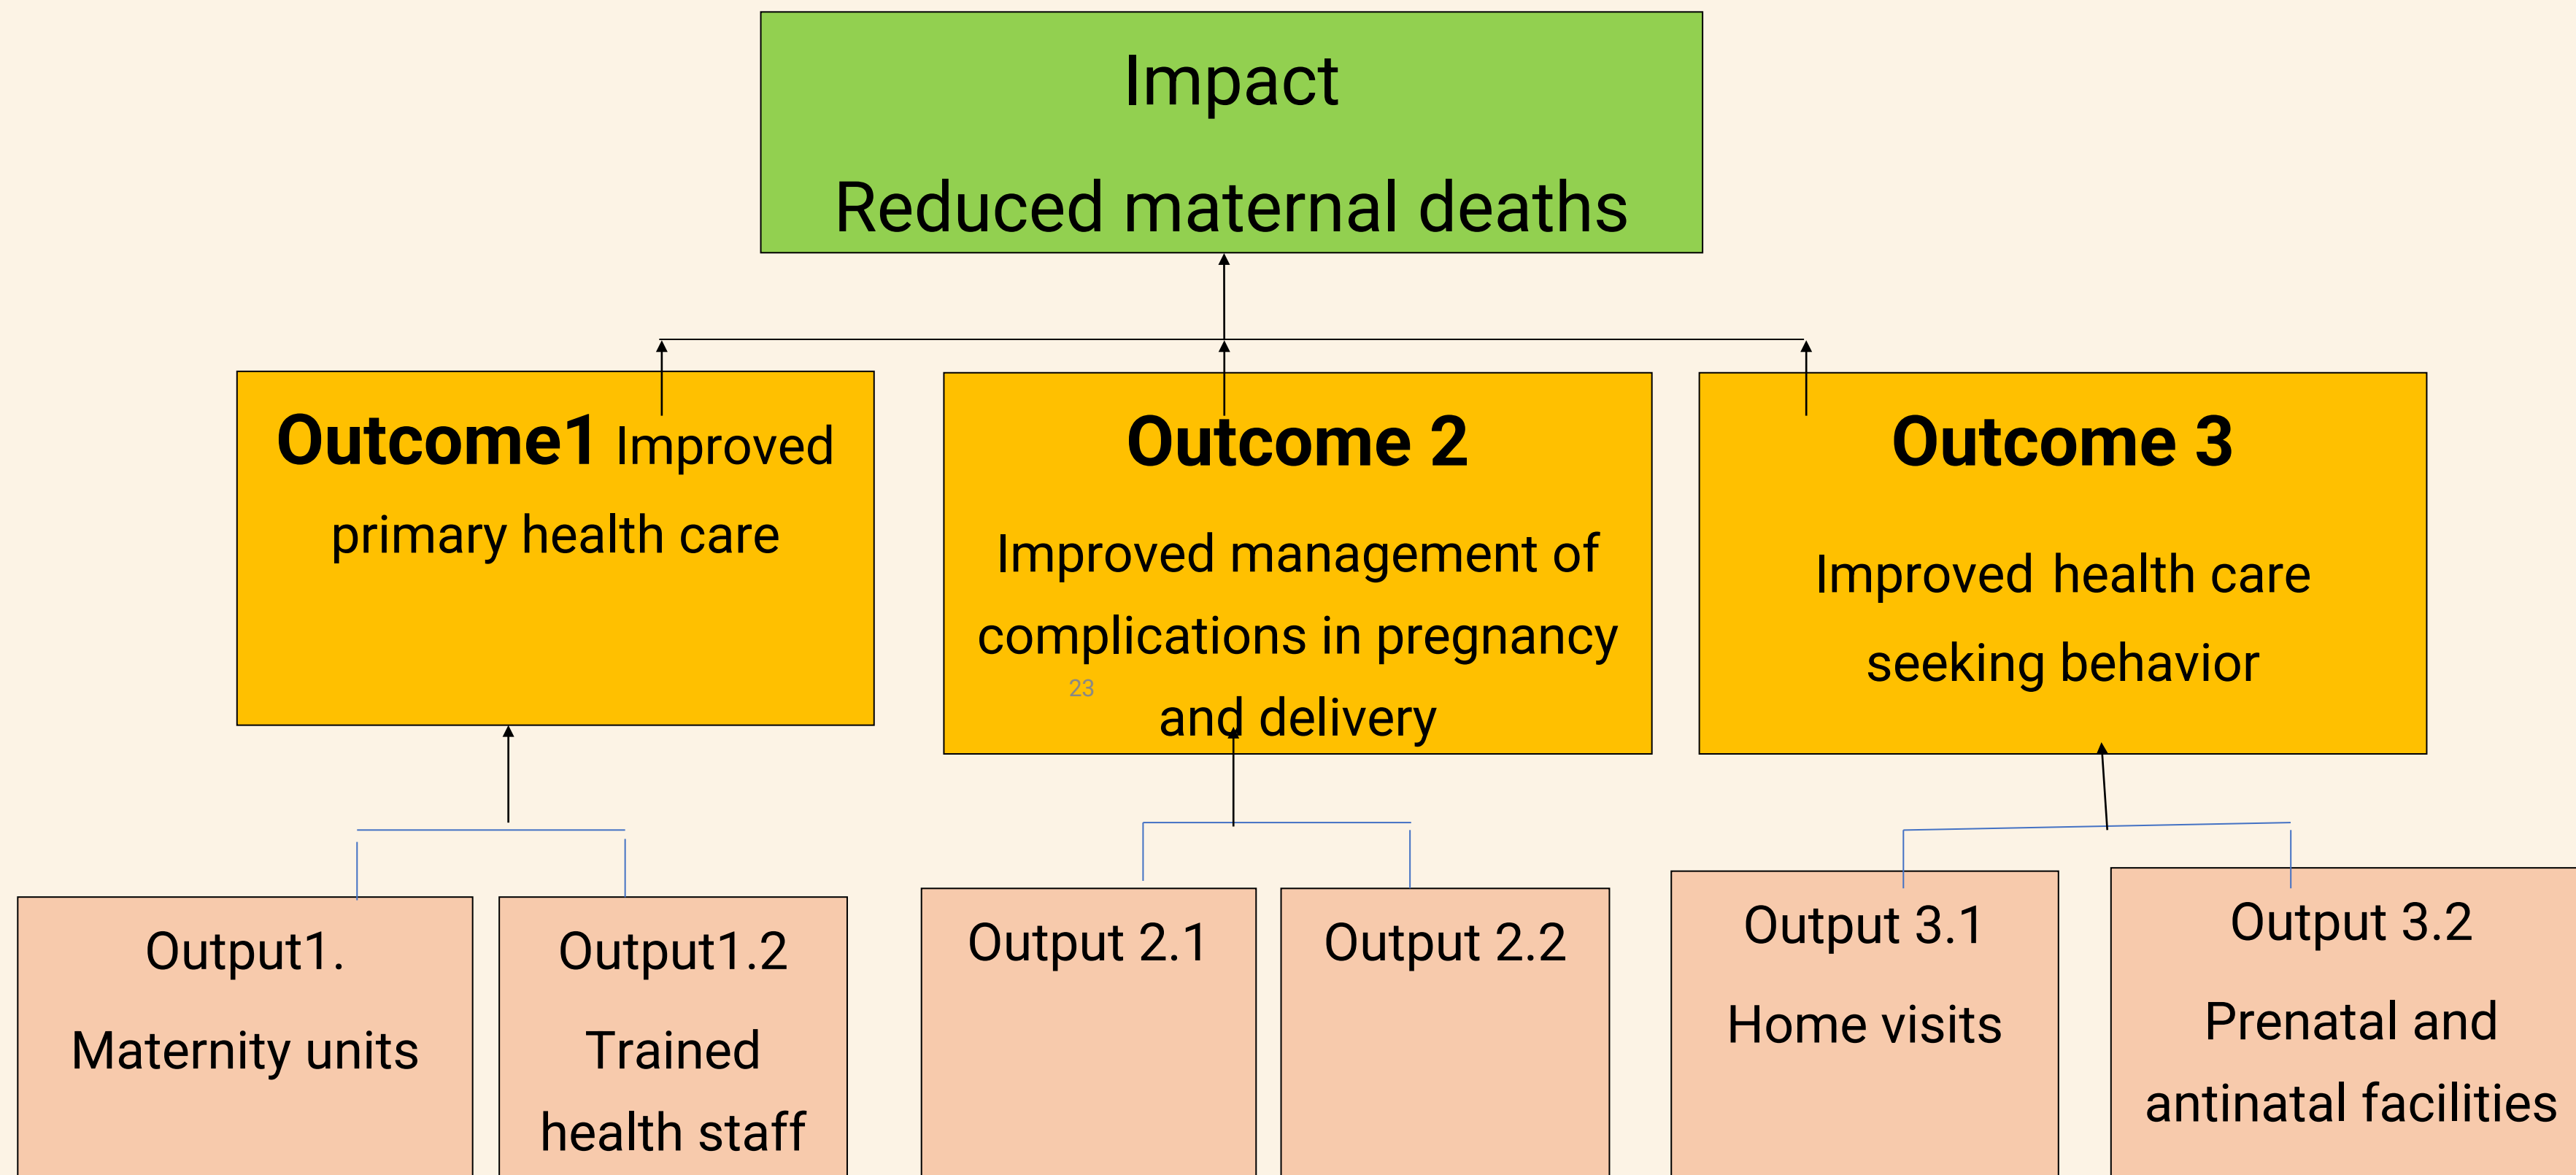 Impact
Reduced maternal deaths
Outcome1 Improved
primary health care
Outcome 2
Improved management of
complications in pregnancy
and delivery
23
Outcome 3
Improved health care
seeking behavior
Output1.
Maternity units
Output1.2
Trained
health staff
Output 2.1
Output 2.2
Output 3.1
Home visits
Output 3.2
Prenatal and
antinatal facilities